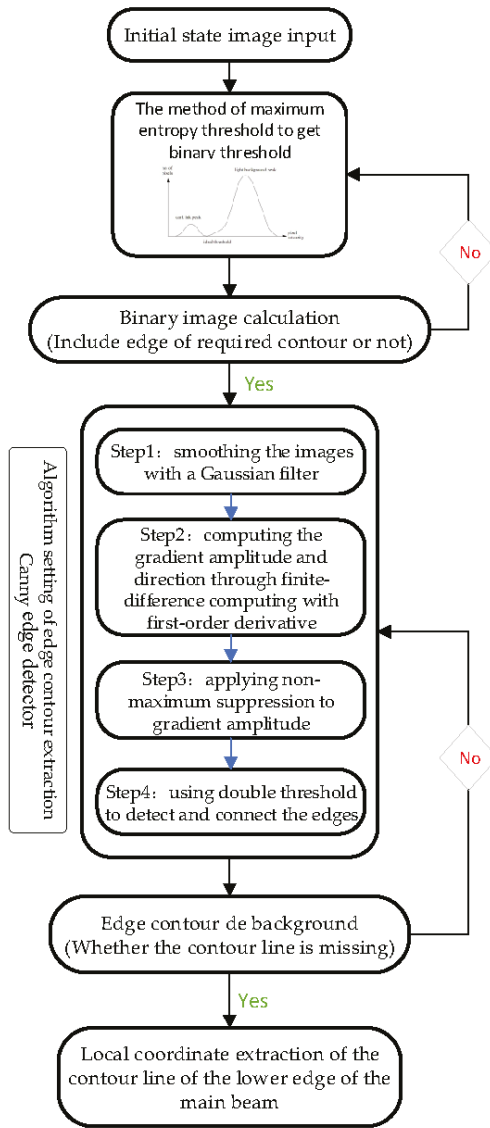 Initial state image input
The method of maximum
entropy threshold to get
binary threshold
light background peak
No
Binary image calculation
(Include edge of required contour or not)
Yes
Algorithm setting of edge contour extraction
Canny edge detector
Step1: smoothing the images
with a Gaussian filter
Step2: computing the
gradient amplitude and
direction through finite-
difference computing with
first-order derivative
Step3: applying non-
maximum suppression to
gradient amplitude
No
Step4: using double threshold
to detect and connect the edges
Edge contour de background
(Whether the contour line is missing)
Yes
Local coordinate extraction of the
contour line of the lower edge of the
main beam